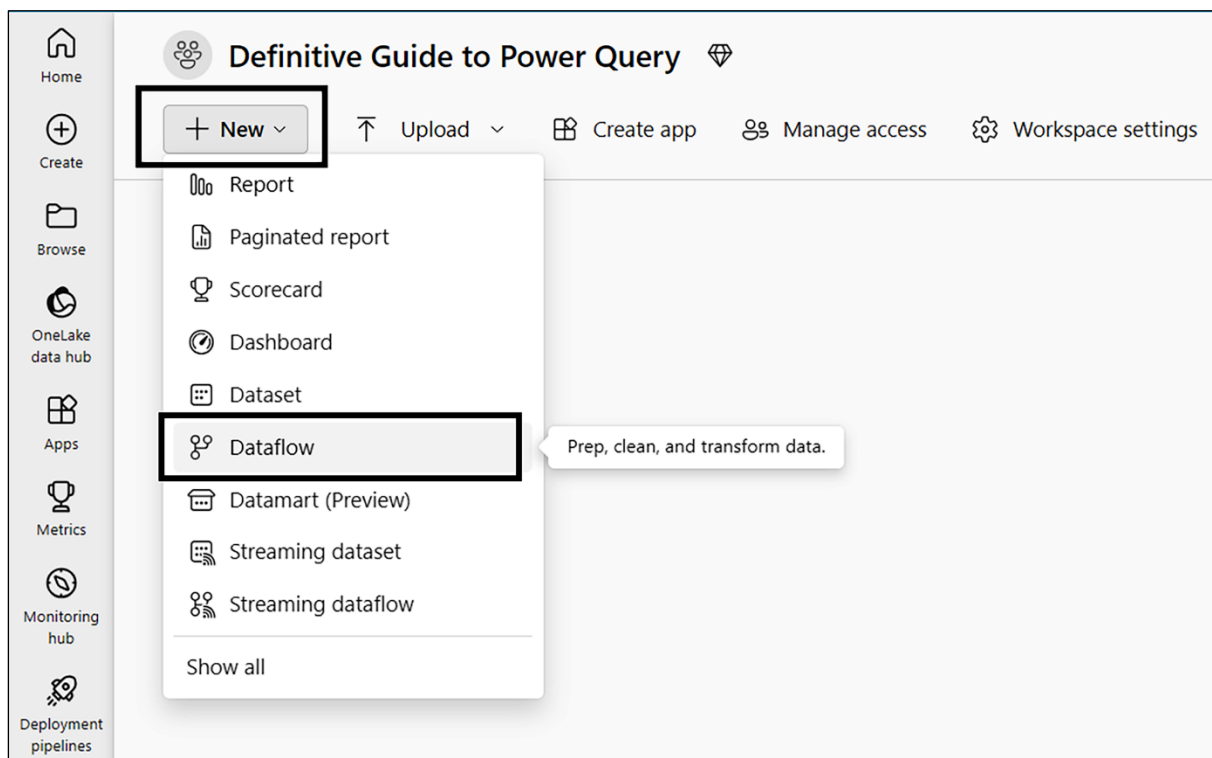 Home
Create
Browse
OneLake
data hub
Apps
Metrics
Monitoring
hub
Deployment
pipelines
Definitive Guide to Power Query
New
Upload
Create app
Manage access
Workspace settings
Report
Paginated report
Scorecard
Dashboard
Dataset
Dataflow
Prep, clean, and transform data.
Datamart (Preview)
Streaming dataset
Streaming dataflow
Show all